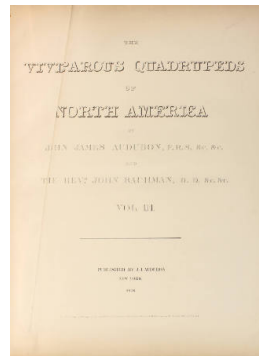 THE
VIVIPAROUS QUADRUPEDS
OF
NORTH AMERICA
BY
JOHN JAMES AUDUBON, F.R.S. &c. &c.
AND
THE REVD JOHN BACHMAN, D. D. &c. &c.
VOL. III.
PUBLISHED BY J. J. AUDUBON
NEW YORK